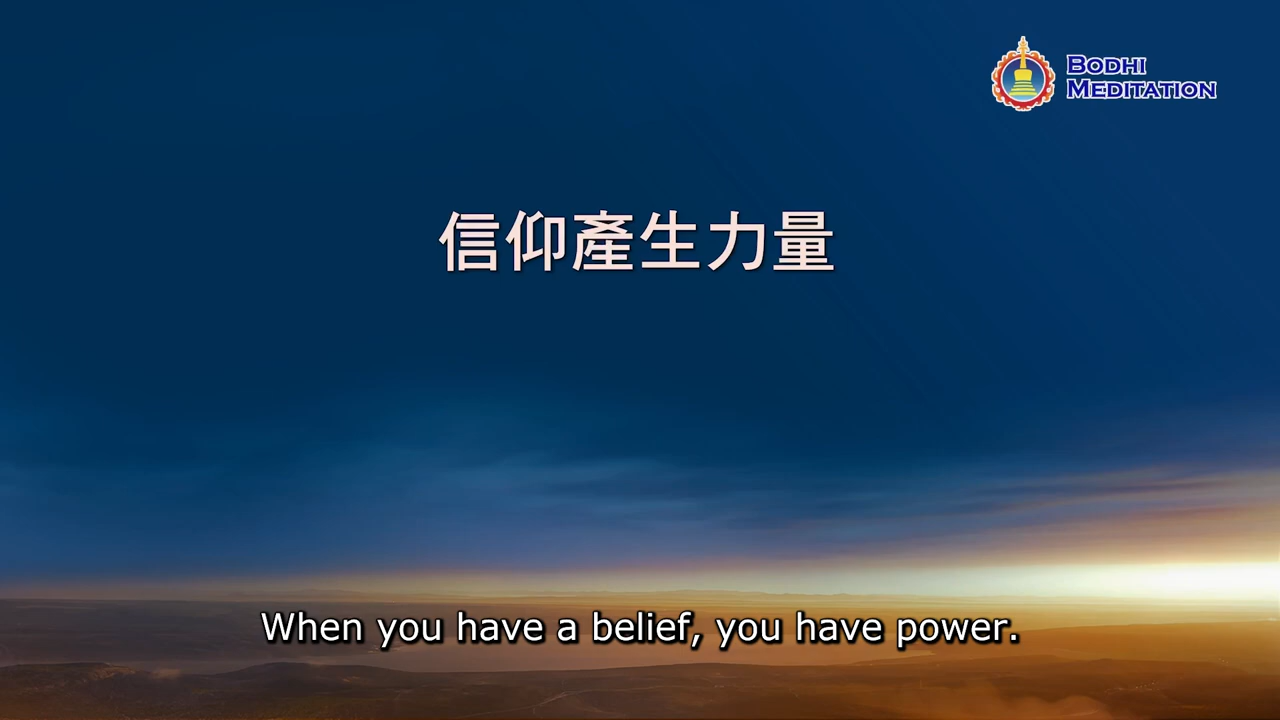 BODHI
MEDITATION
信仰產生力量
When you have a belief, you have power.